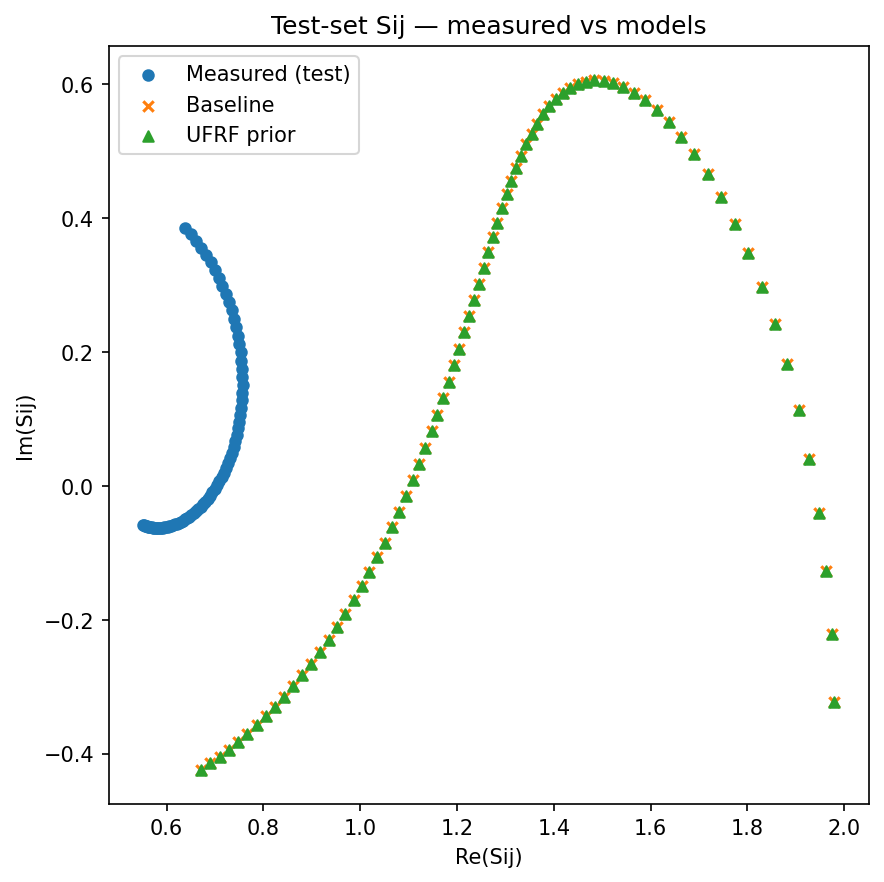 Test-set Sij — measured vs models
Measured (test)
Baseline
UFRF prior
0.6
0.4
0.2
0.0
−0.2
−0.4
Im(Sij)
0.6
0.8
1.0
1.2
1.4
1.6
1.8
2.0
Re(Sij)